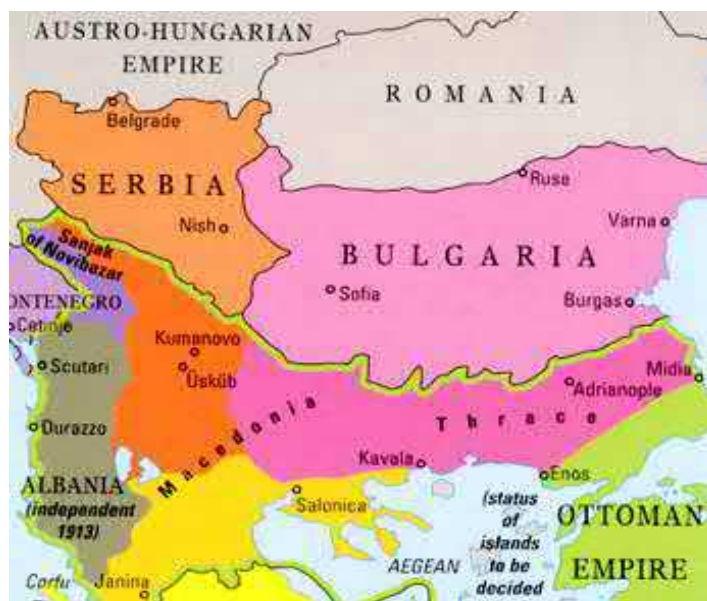 AUSTRO-HUNGARIAN
EMPIRE
ROMANIA
Belgrade
SERBIA
Ruse
Nish
Varna
Sanjak
of Novibazar
BULGARIA
Sofia
Burgas
ONTENEGRO
Cetinje
Kumanovo
Scutari
Üsküb
Midia
Adrianople
Macedonia
Thrace
Durazzo
Kavala
Enos
ALBANIA
(independent
1913)
Salonica
(status
of
islands
to be
decided
OTTOMAN
EMPIRE
AEGEAN
Corfu
Janina